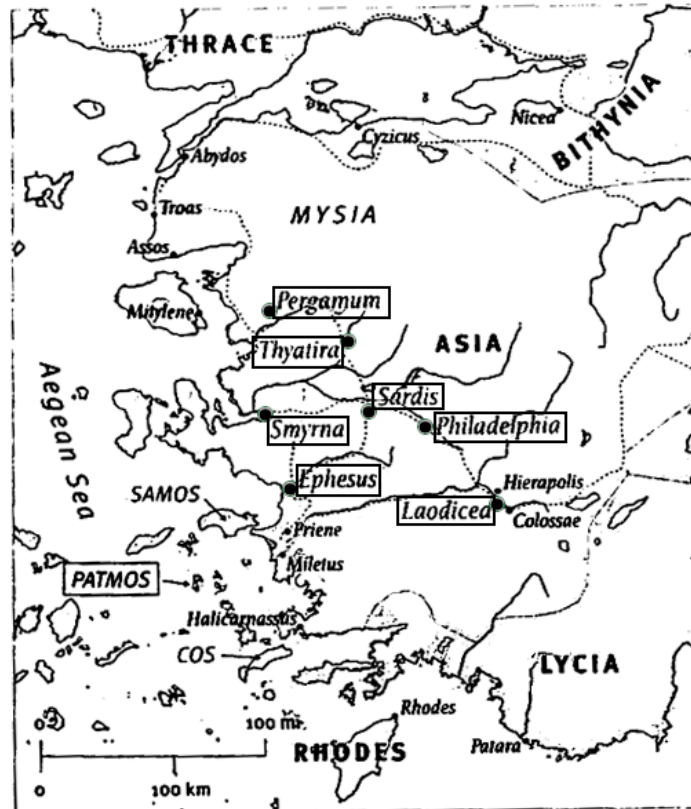 THRACE
Nicea
BITHYNIA
Cyzicus
Abydos
MYSIA
Troas
Assos
Pergamum
Mitylene
Thyatira
ASIA
Aegean Sea
Sardis
Smyrna
Philadelphia
Ephesus
Hierapolis
SAMOS
Laodicea
Colossae
Priene
Miletus
PATMOS
Halicarnassus
COS
LYCIA
Rhodes
0 100 mi
RHODES
Patara
0 100 km